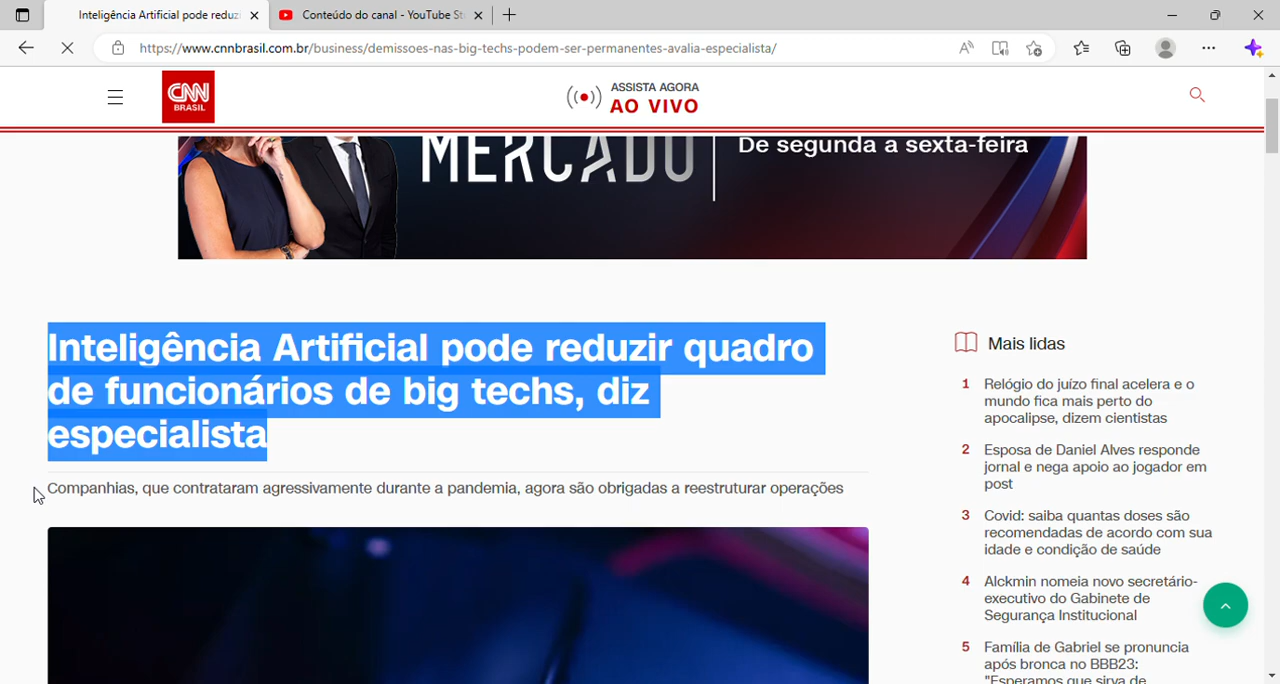 Inteligência Artificial pode reduz
Conteúdo do canal - YouTube St
https://www.cnnbrasil.com.br/business/demissoes-nas-big-techs-podem-ser-permanentes-avalia-especialista/
CNN
BRASIL
ASSISTA AGORA
AO VIVO
MERCADO
De segunda a sexta-feira
Inteligência Artificial pode reduzir quadro
de funcionários de big techs, diz
especialista
Companhias, que contrataram agressivamente durante a pandemia, agora são obrigadas a reestruturar operações
Mais lidas
1 Relógio do juízo final acelera e o
mundo fica mais perto do
apocalipse, dizem cientistas
2 Esposa de Daniel Alves responde
jornal e nega apoio ao jogador em
post
3 Covid: saiba quantas doses são
recomendadas de acordo com sua
idade e condição de saúde
4 Alckmin nomeia novo secretário-
executivo do Gabinete de
Segurança Institucional
5 Família de Gabriel se pronuncia
após bronca no BBB23:
"Esperamos que sirva de